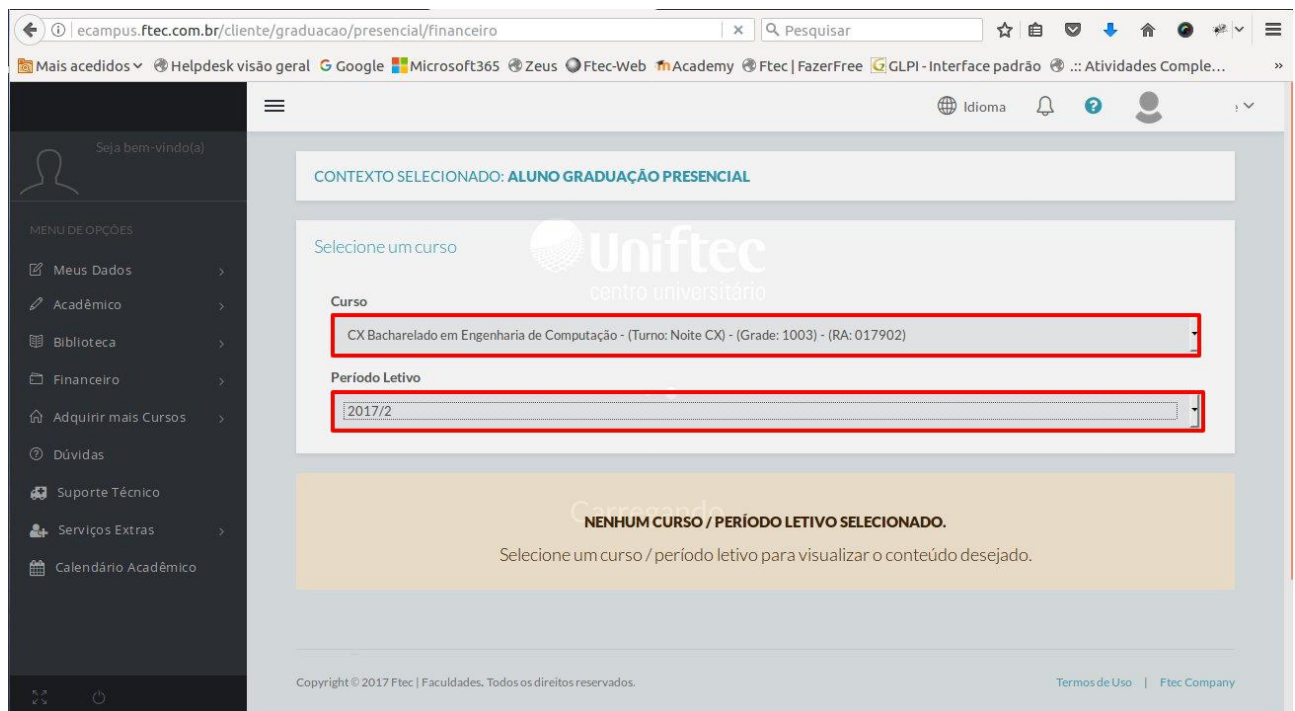 ecampus.ftec.com.br/cliente/graduacao/presencial/financeiro
Pesquisar
Mais acedidos Helpdesk visão geral Google Microsoft365 Zeus Ftec-Web Academy Ftec | FazerFree GLPI - Interface padrão .:: Atividades Comple...
Idioma
Seja bem-vindo(a)
CONTEXTO SELECIONADO: ALUNO GRADUAÇÃO PRESENCIAL
MENU DE OPÇÕES
Meus Dados
Acadêmico
Biblioteca
Financeiro
Adquirir mais Cursos
Dúvidas
Suporte Técnico
Serviços Extras
Calendário Acadêmico
Selecione um curso
Uniftec
centro universitário
Curso
CX Bacharelado em Engenharia de Computação - (Turno: Noite CX) - (Grade: 1003) - (RA: 017902)
Período Letivo
2017/2
Carregando
NENHUM CURSO / PERÍODO LETIVO SELECIONADO.
Selecione um curso / período letivo para visualizar o conteúdo desejado.
Copyright © 2017 Ftec | Faculdades. Todos os direitos reservados.
Termos de Uso | Ftec Company